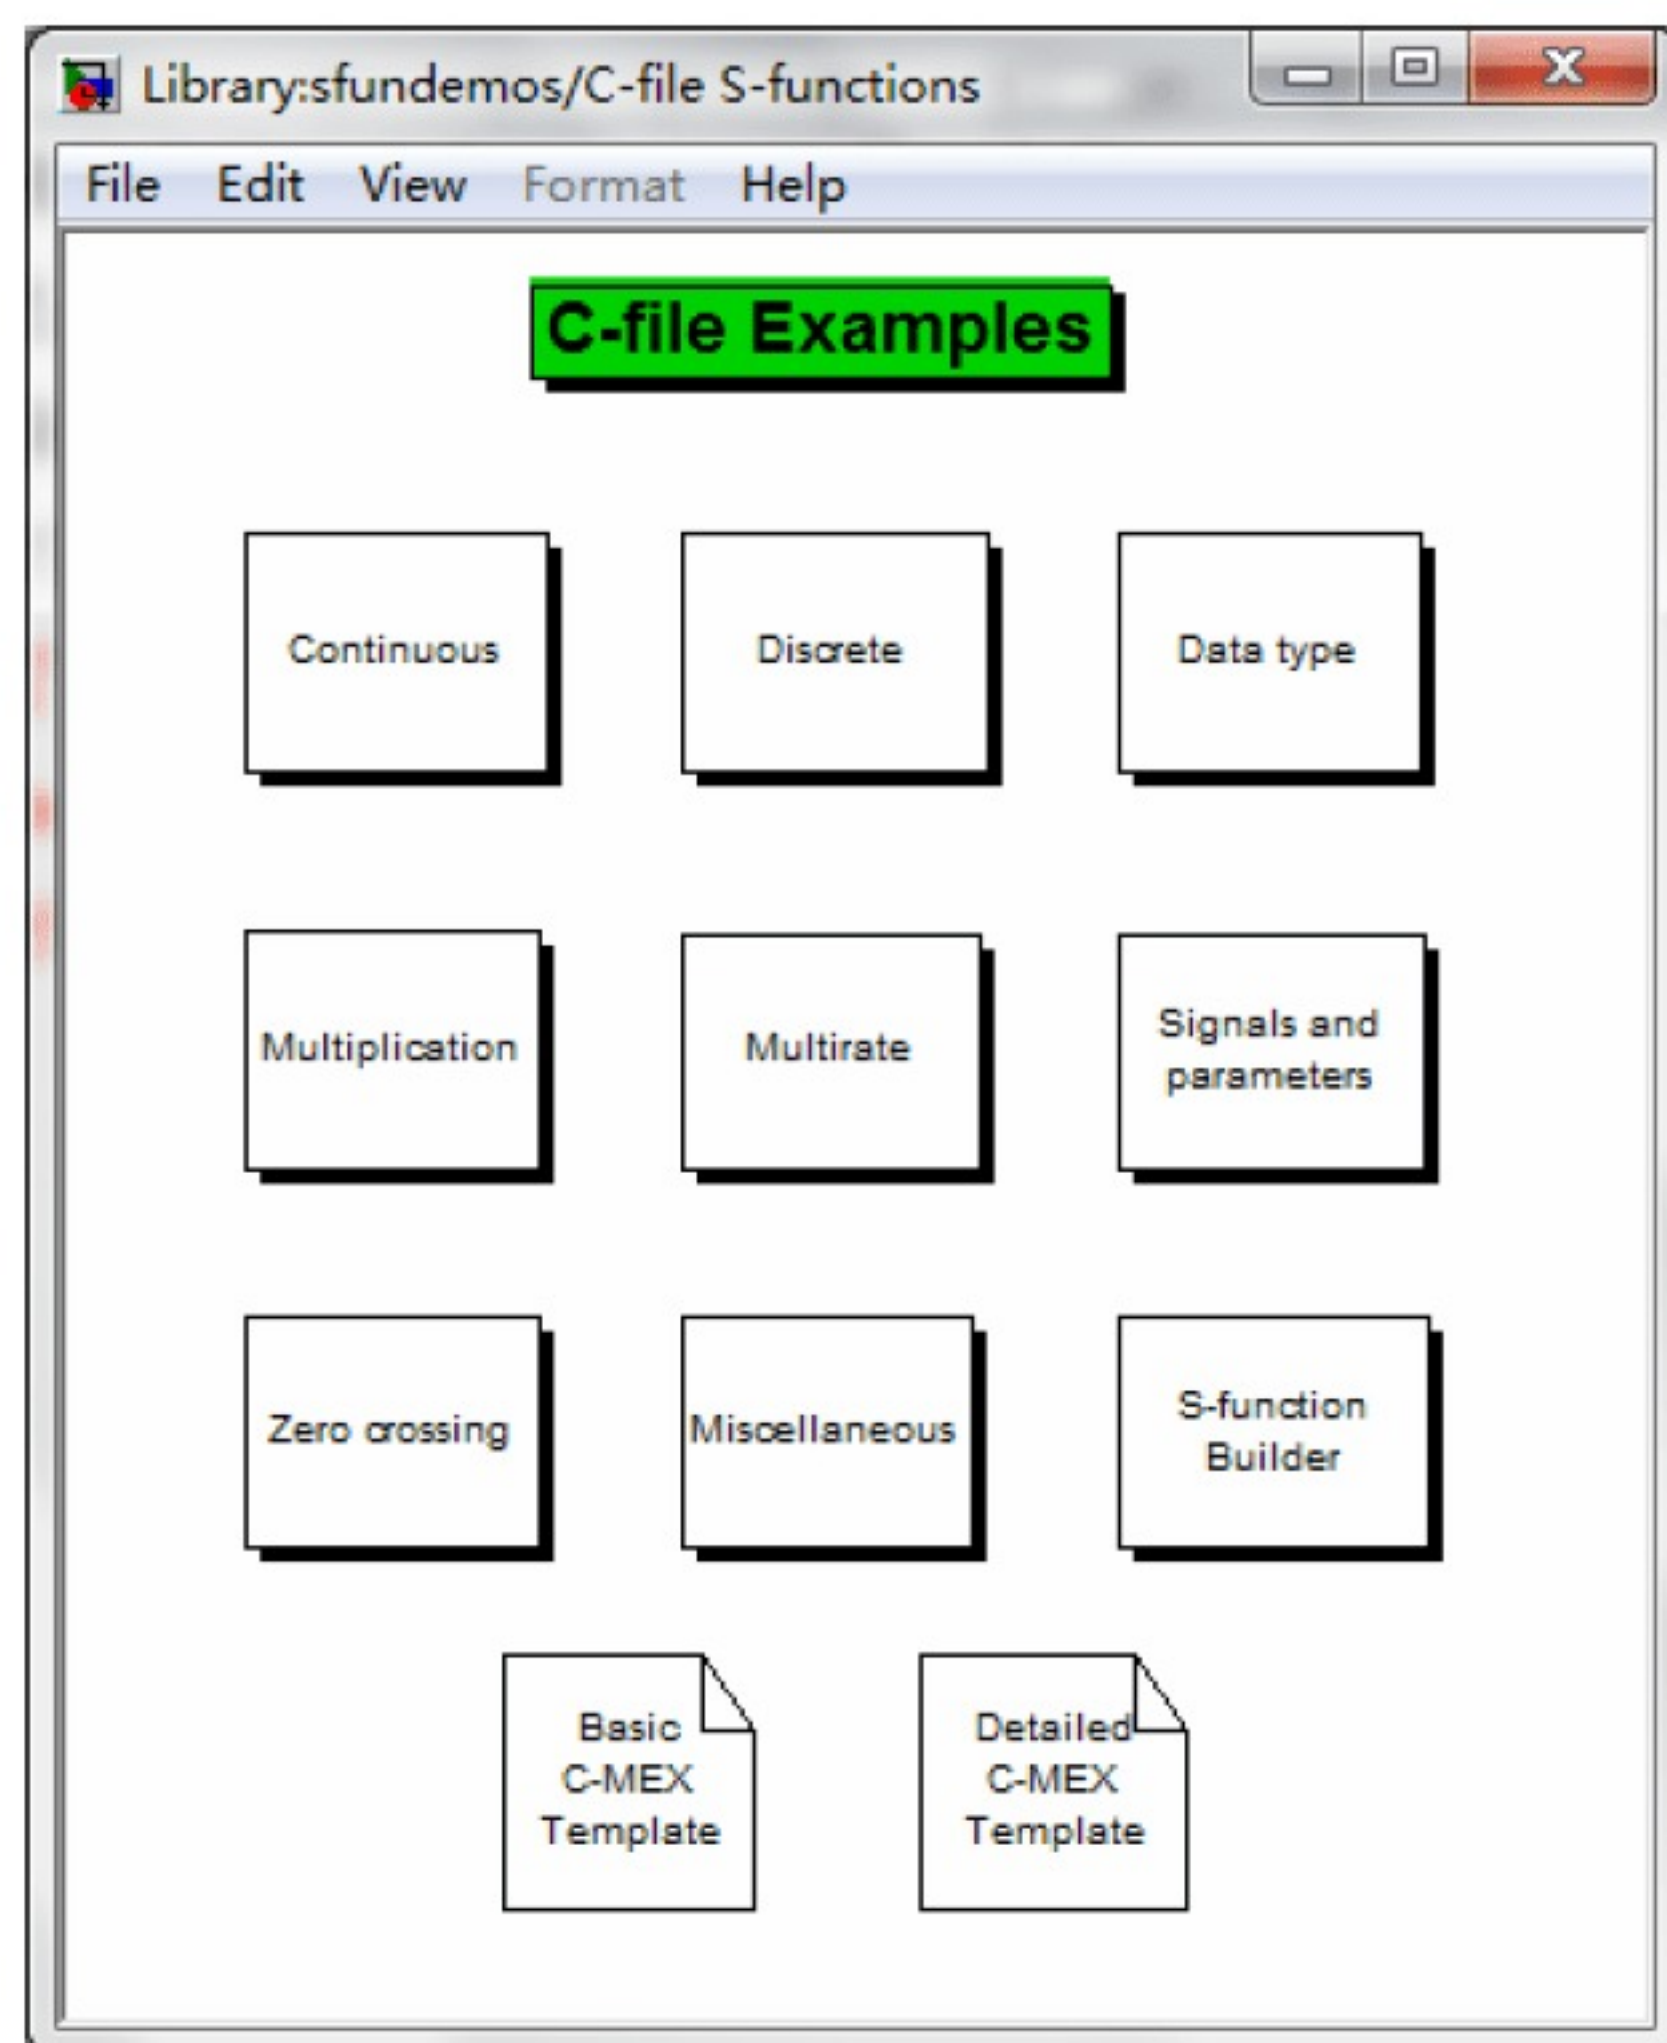 Library:sfundemos/C-file S-functions
File Edit View Format Help
C-file Examples
Continuous
Discrete
Data type
Multiplication
Multirate
Signals and
parameters
Zero crossing
Miscellaneous
S-function
Builder
Basic
C-MEX
Template
Detailed
C-MEX
Template